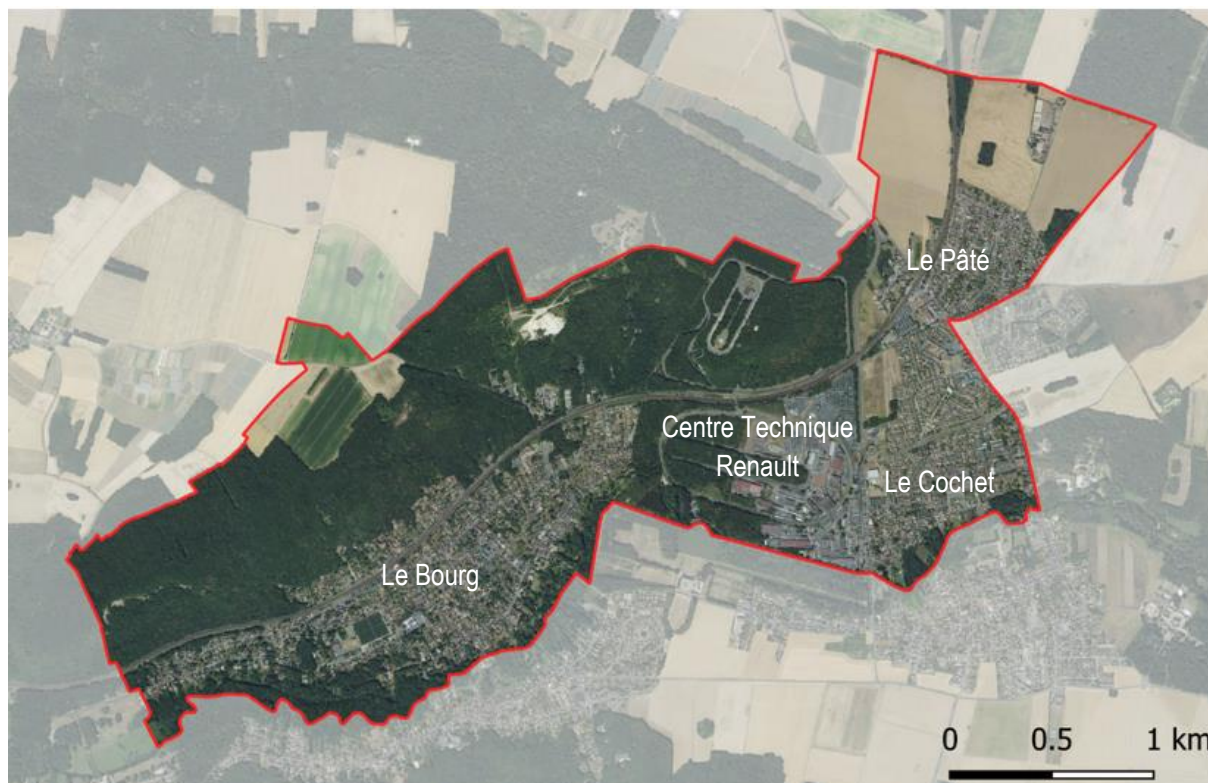 Le Pâté
Centre Technique
Renault
Le Cochet
Le Bourg
0 0.5 1 km